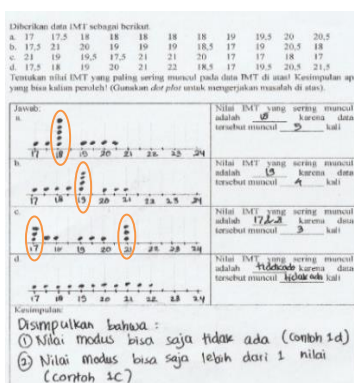 Diberikan data IMT sebagai berikut.
a. 17 17,5 18 18 18 18 18 19 19,5 20 20,5
b. 17,5 21 20 19 19 19 18,5 17 19 20,5 18
c. 21 19 19,5 17,5 21 21 20 17 17 18 17
d. 17,5 18 19 20 21 22 18,5 17 19,5 20,5 21,5
Tentukan nilai IMT yang paling sering muncul pada data IMT di atas! Kesimpulan ap
yang bisa kalian peroleh! (Gunakan dot plot untuk mengerjakan masalah di atas).
Jawab:
a.
17 18 19 20 21 22 23 24
Nilai IMT yang sering muncul
adalah 18 karena data
tersebut muncul 5 kali
b.
17 18 19 20 21 22 23 24
Nilai IMT yang sering muncul
adalah 19 karena data
tersebut muncul 4 kali
c.
17 18 19 20 21 22 23 24
Nilai IMT yang sering muncul
adalah karena data
tersebut muncul 3 kali
d.
17 18 19 20 21 22 23 24
Nilai IMT yang sering muncul
adalah karena data
tersebut muncul tidak ada kali
Kesimpulan:
Disimpulkan bahwa :
① Nilai modus bisa saja tidak ada (contoh 1d)
② Nilai modus bisa saja lebih dari 1 nilai
(contoh 1C)